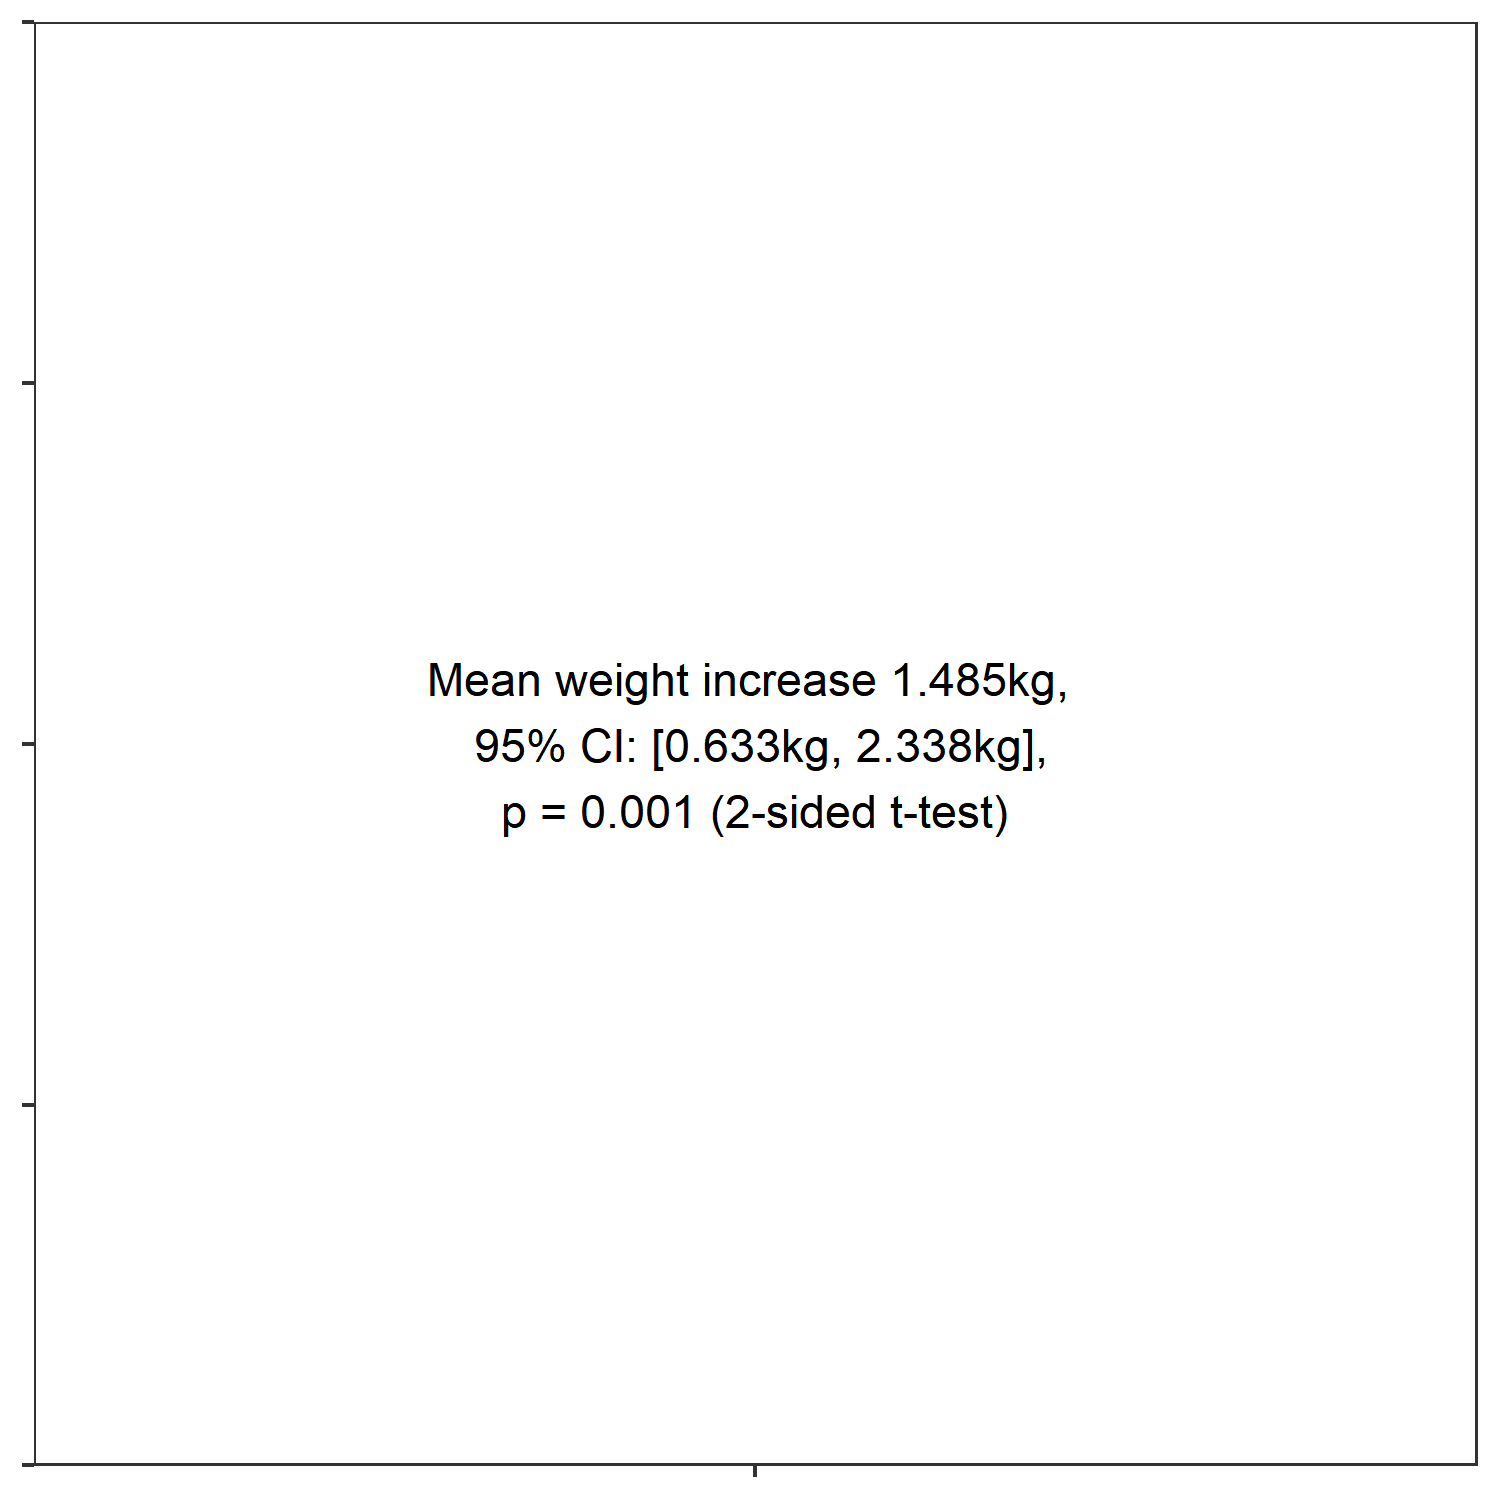 Mean weight increase 1.485kg,
95% CI: [0.633kg, 2.338kg],
p = 0.001 (2-sided t-test)